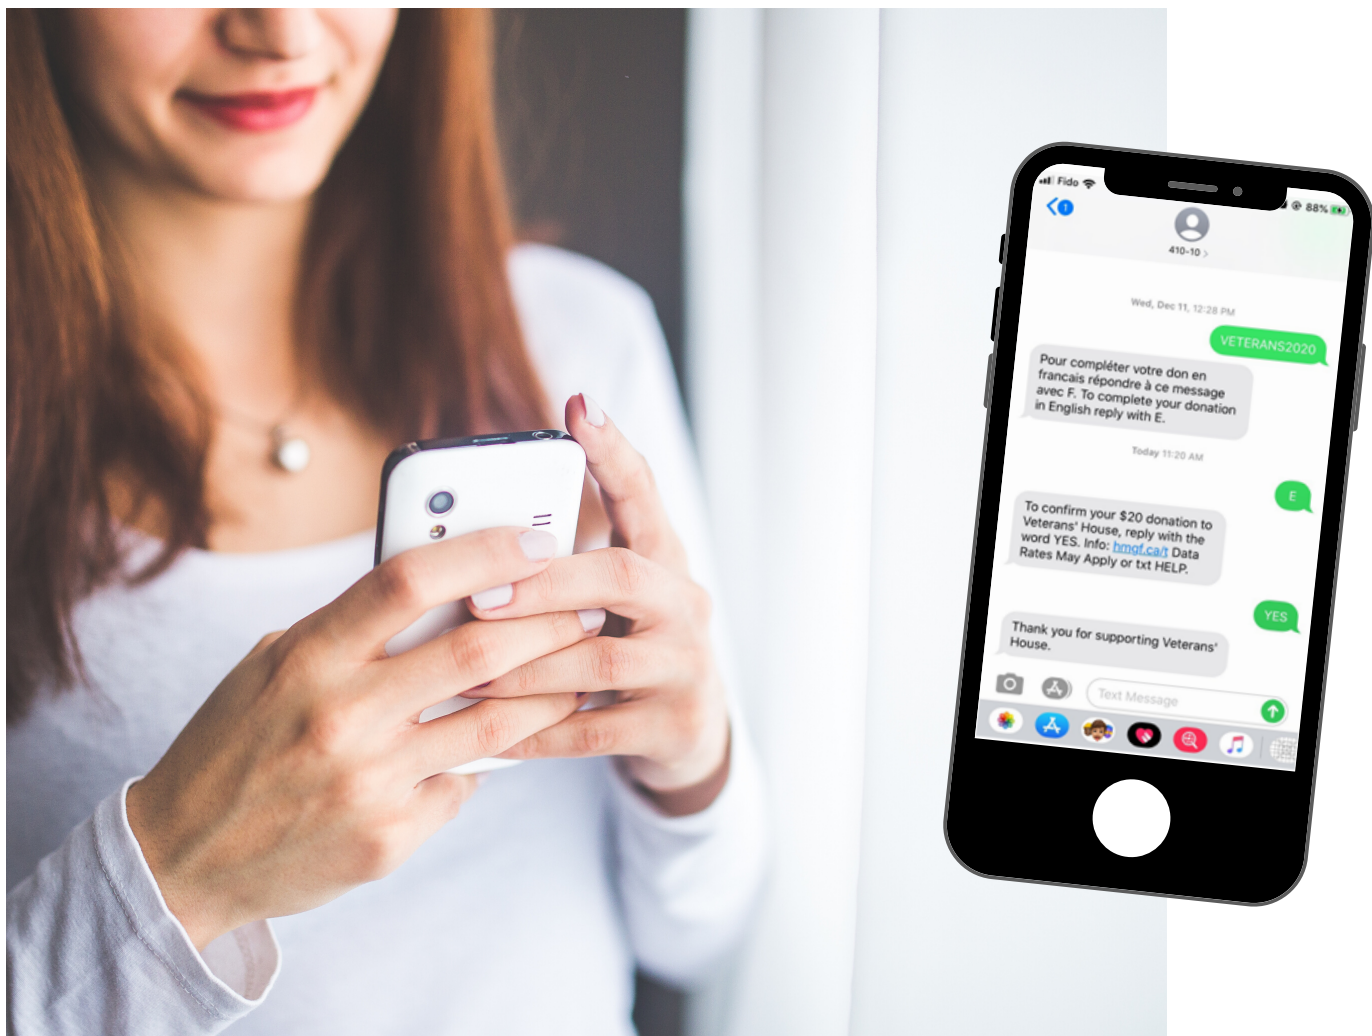 Fido
88%
1
410-10 >
Wed, Dec 11, 12:28 PM
VETERANS2020
Pour compléter votre don en
francais répondre à ce message
avec F. To complete your donation
in English reply with E.
Today 11:20 AM
E
To confirm your $20 donation to
Veterans' House, reply with the
word YES. Info: hmgf.ca/t Data
Rates May Apply or txt HELP.
YES
Thank you for supporting Veterans'
House.
Text Message